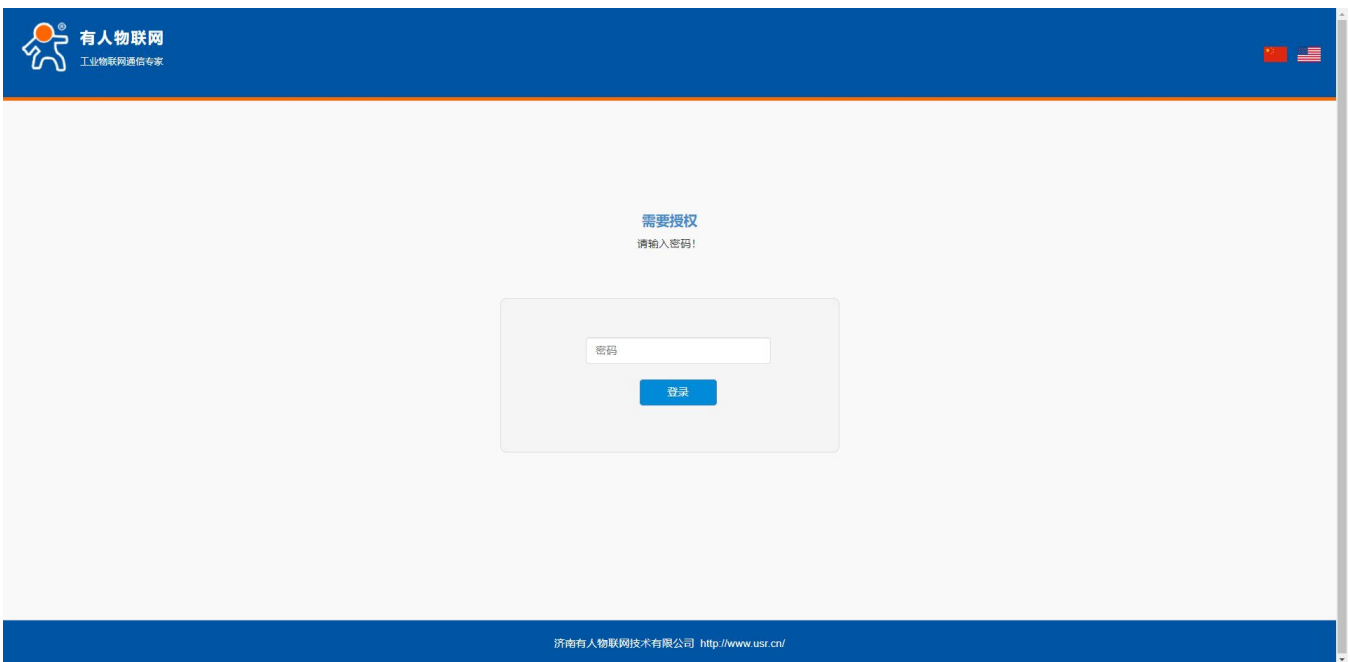 有人物联网
工业物联网通信专家
需要授权
请输入密码!
密码
登录
济南有人物联网技术有限公司 http://www.usr.cn/